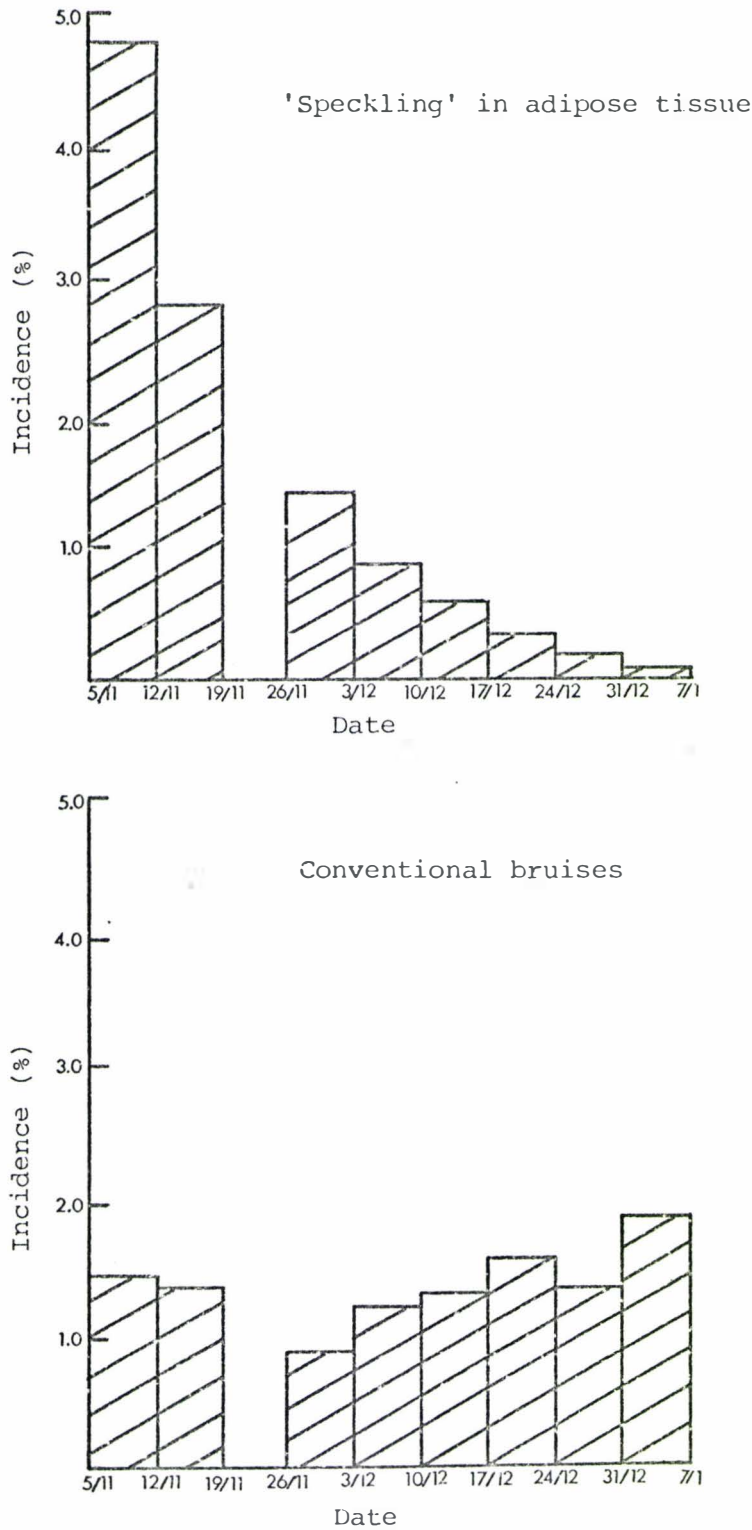 5.0
'Speckling' in adipose tissue
4.0
3.0
2.0
1.0
Incidence (%)
5/11 12/11 19/11 26/11 3/12 10/12 17/12 24/12 31/12 7/1
Date
5.0
Conventional bruises
4.0
3.0
2.0
1.0
Incidence (%)
5/11 12/11 19/11 26/11 3/12 10/12 17/12 24/12 31/12 7/1
Date